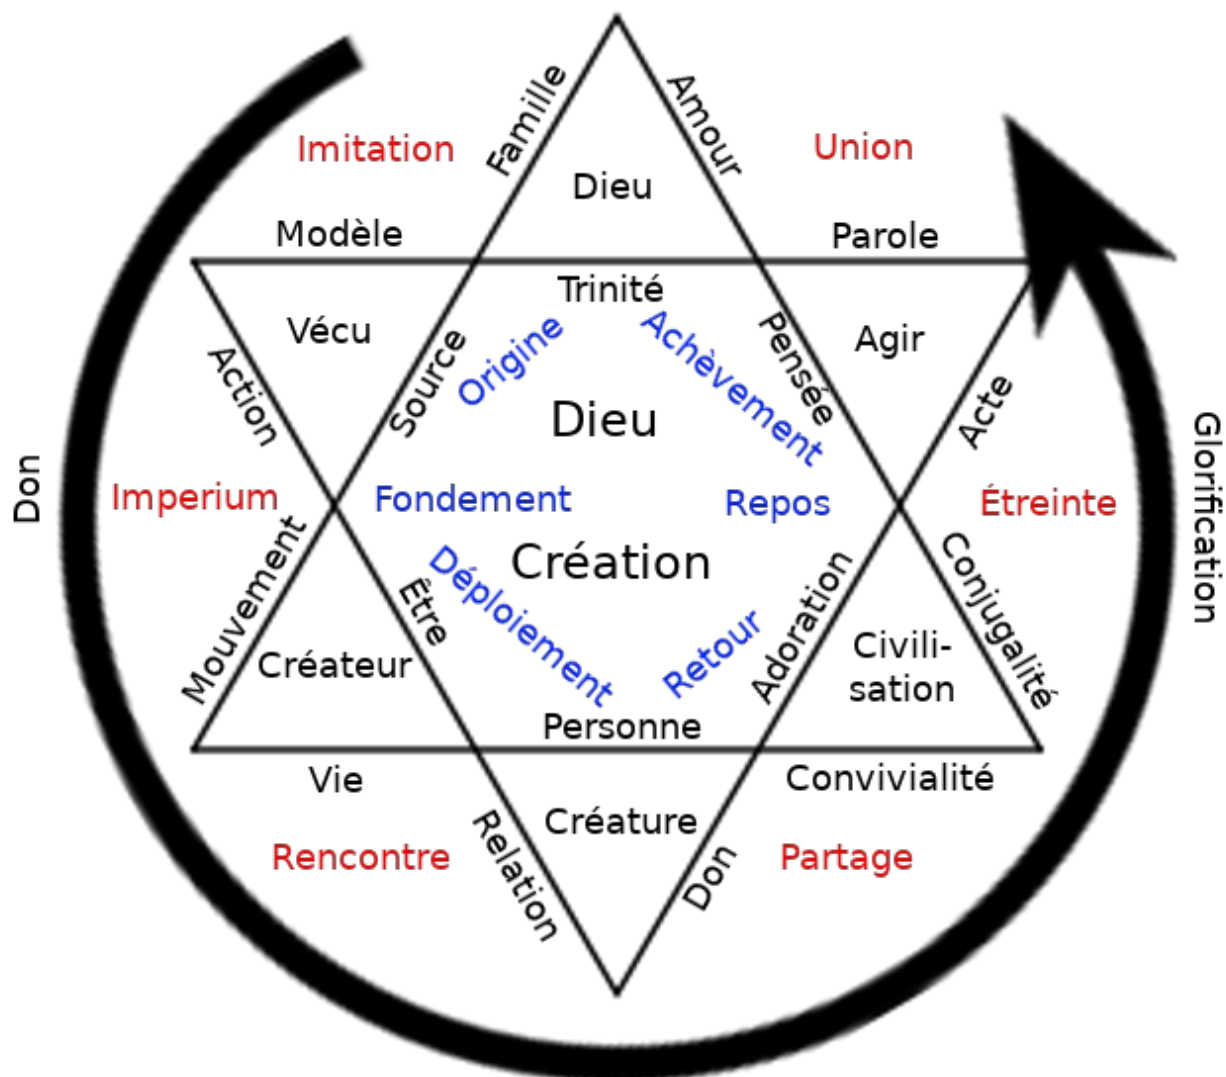 Famille
Amour
Imitation
Union
Dieu
Modèle
Parole
Trinité
Vécu
Agir
Action
Source
Origine
Achèvement
Pensée
Acte
Dieu
Don
Imperium
Fondement
Repos
Étreinte
Glorification
Création
Mouvement
Être
Déploiement
Retour
Adoration
Conjugalité
Créateur
Civili-
sation
Personne
Vie
Convivialité
Créature
Rencontre
Relation
Don
Partage